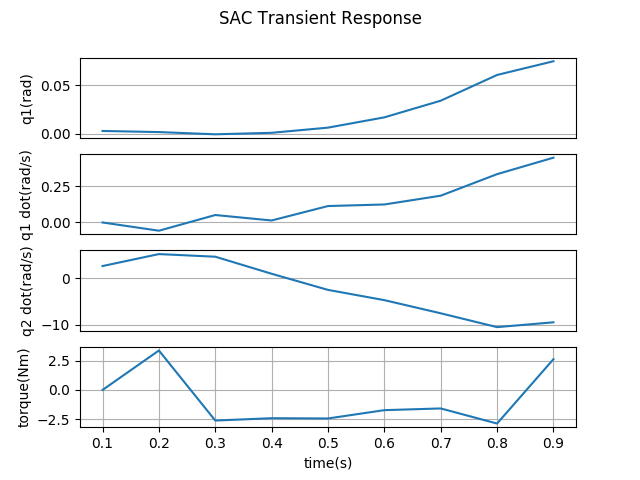 SAC Transient Response
q1(rad)
0.05
0.00
q1 dot(rad/s)
0.25
0.00
q2 dot(rad/s)
0
−10
torque(Nm)
2.5
0.0
−2.5
0.1 0.2 0.3 0.4 0.5 0.6 0.7 0.8 0.9
time(s)